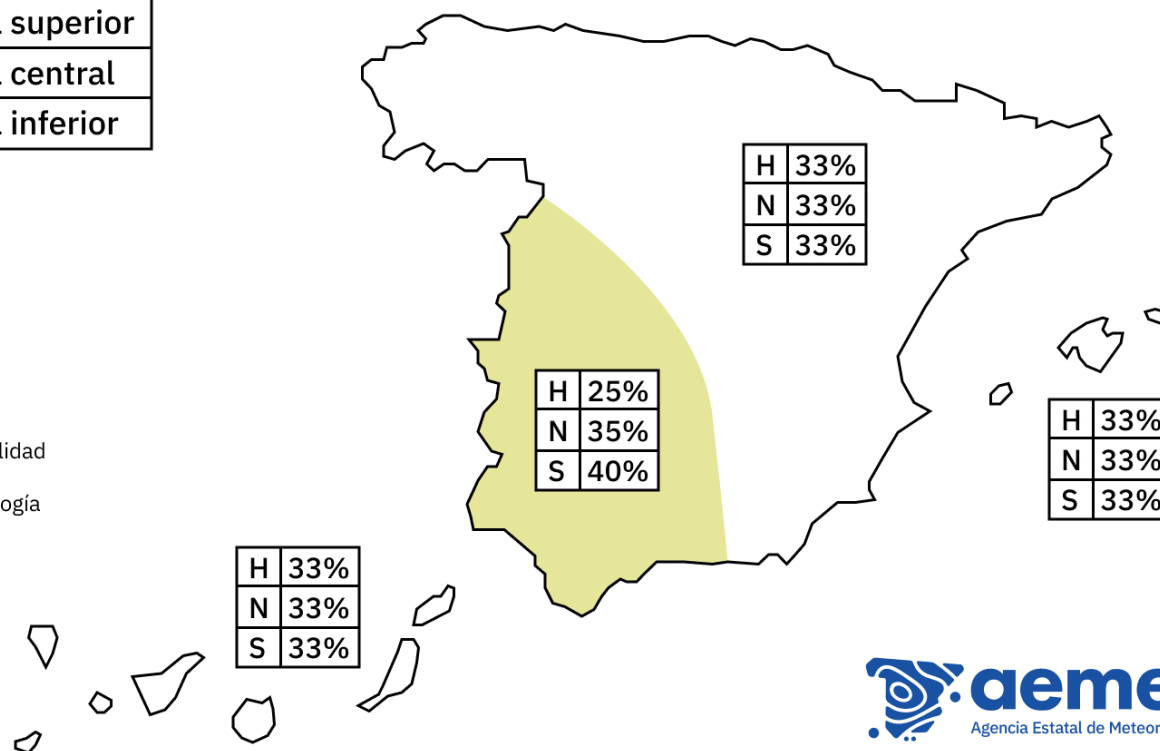 superior
central
inferior
H 33%
N 33%
S 33%
H 25%
N 35%
S 40%
H 33%
N 33%
S 33%
lidad
ogía
H 33%
N 33%
S 33%
aeme
Agencia Estatal de Meteor